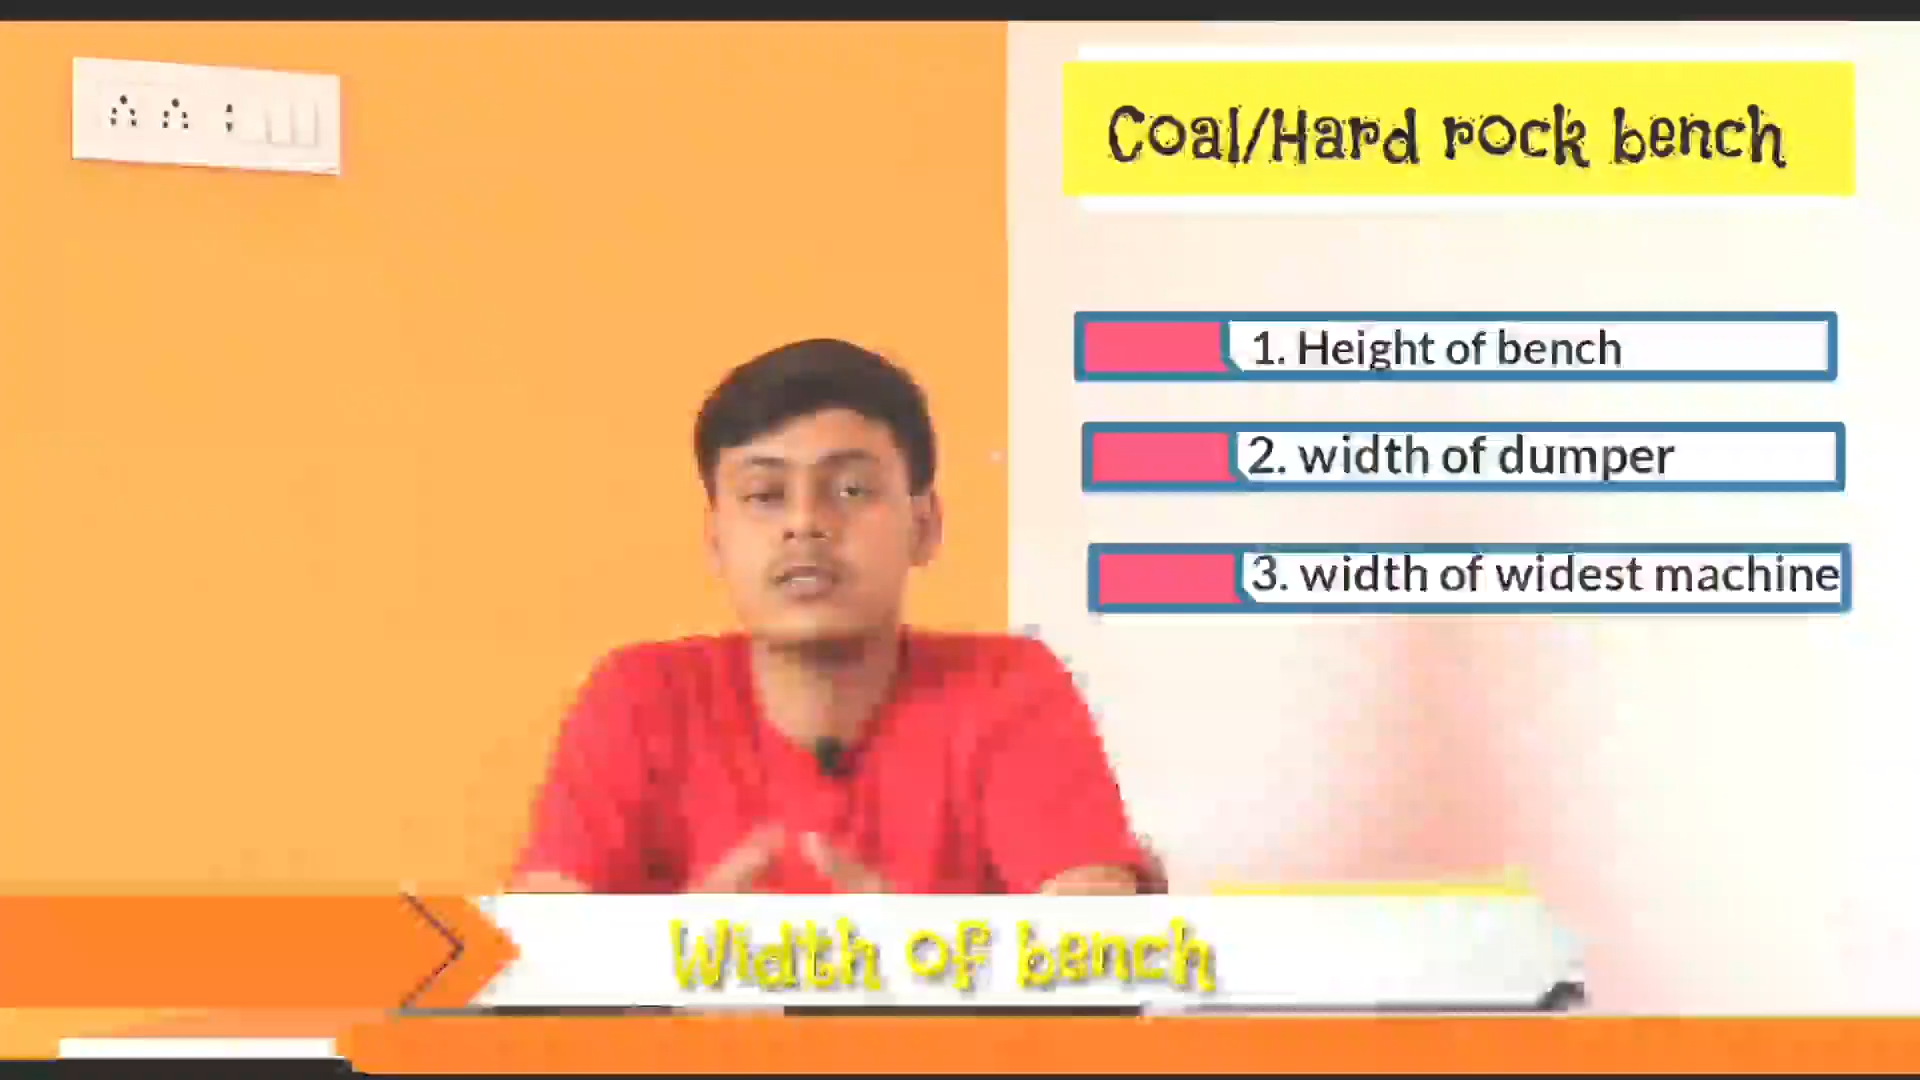 Coal/Hard rock bench
1. Height of bench
2. width of dumper
3. width of widest machine
Width of bench